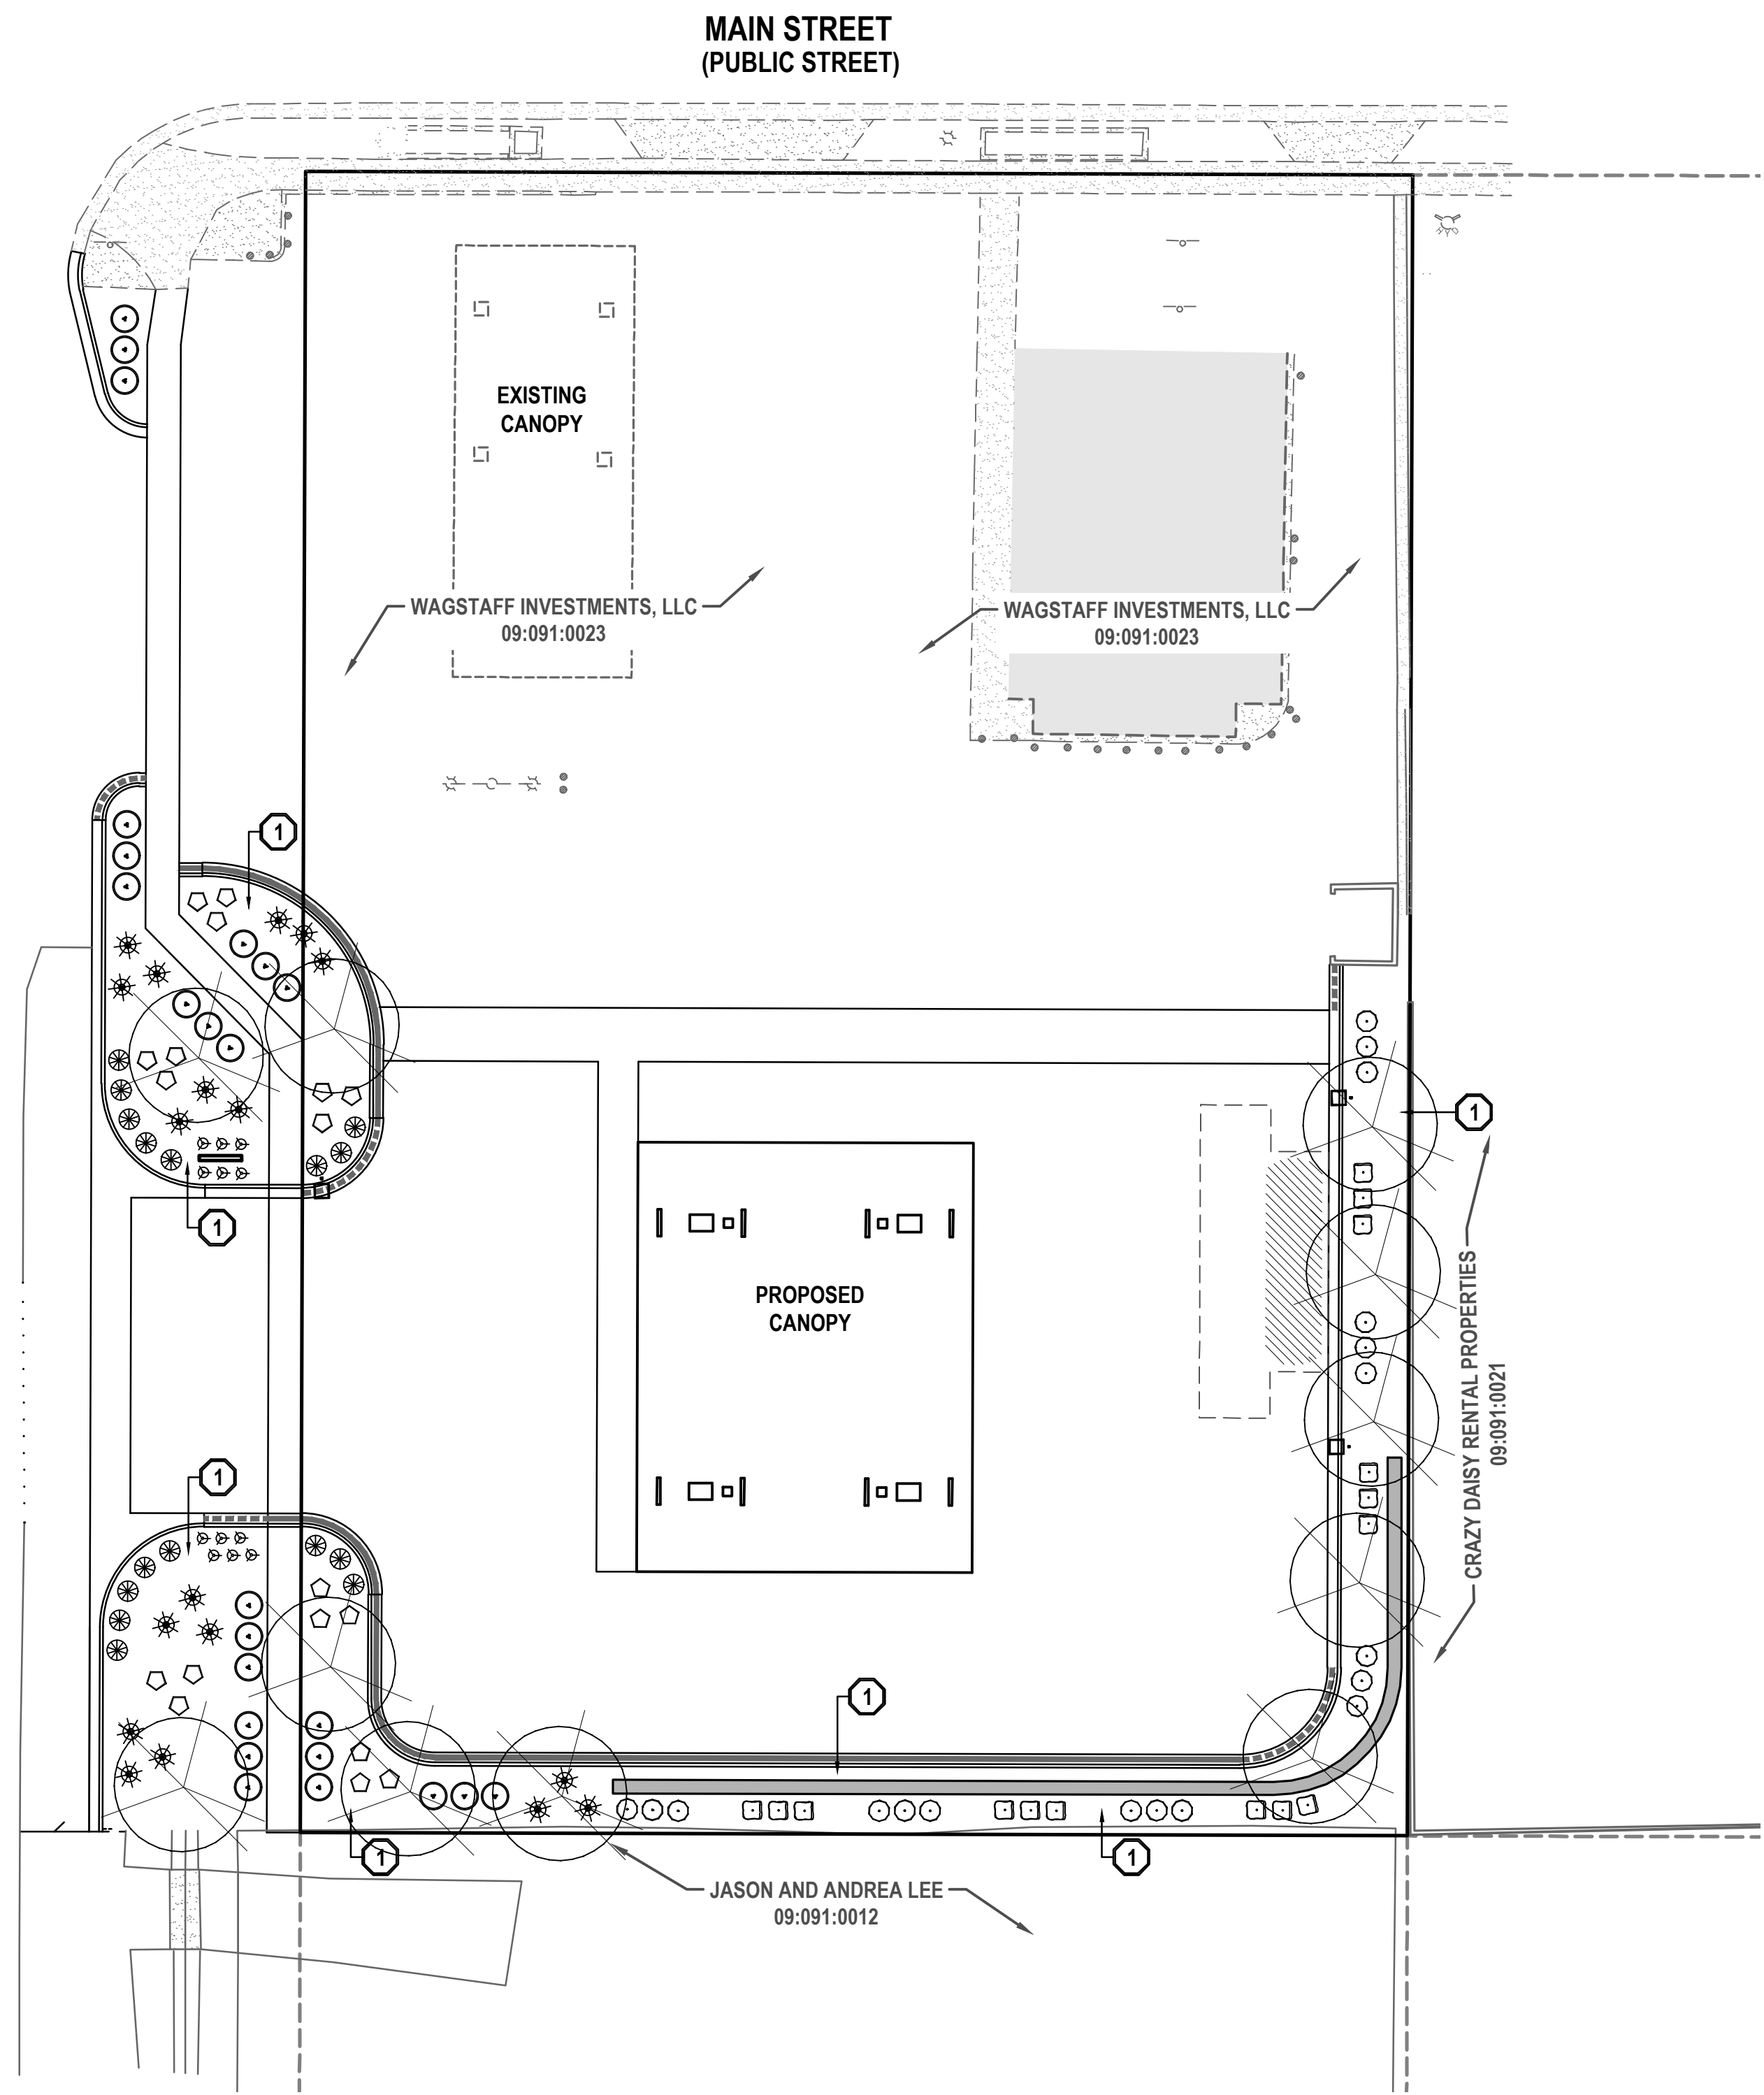 MAIN STREET
(PUBLIC STREET)
EXISTING
CANOPY
WAGSTAFF INVESTMENTS, LLC
09:091:0023
WAGSTAFF INVESTMENTS, LLC
09:091:0023
1
1
1
PROPOSED
CANOPY
CRAZY DAISY RENTAL PROPERTIES
09:091:0021
1
1
1
1
JASON AND ANDREA LEE
09:091:0012